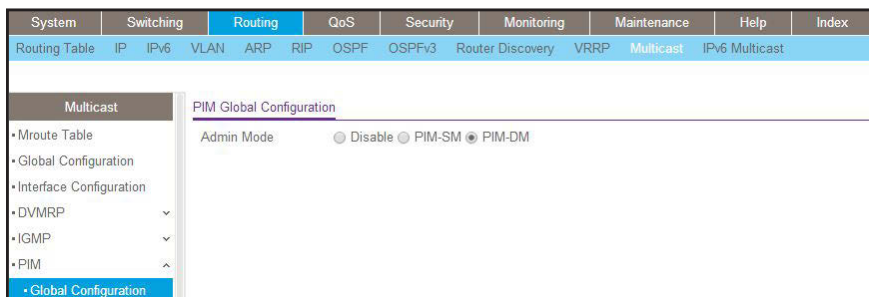 System Switching Routing QoS Security Monitoring Maintenance Help Index
outing Table IP IPv6 VLAN ARP RIP OSPF OSPFv3 Router Discovery VRRP Multicast IPv6 Multicast
Multicast
PIM Global Configuration
• Mroute Table
Admin Mode Disable PIM-SM PIM-DM
• Global Configuration
• Interface Configuration
• DVMRP
• IGMP
• PIM
• Global Configuration